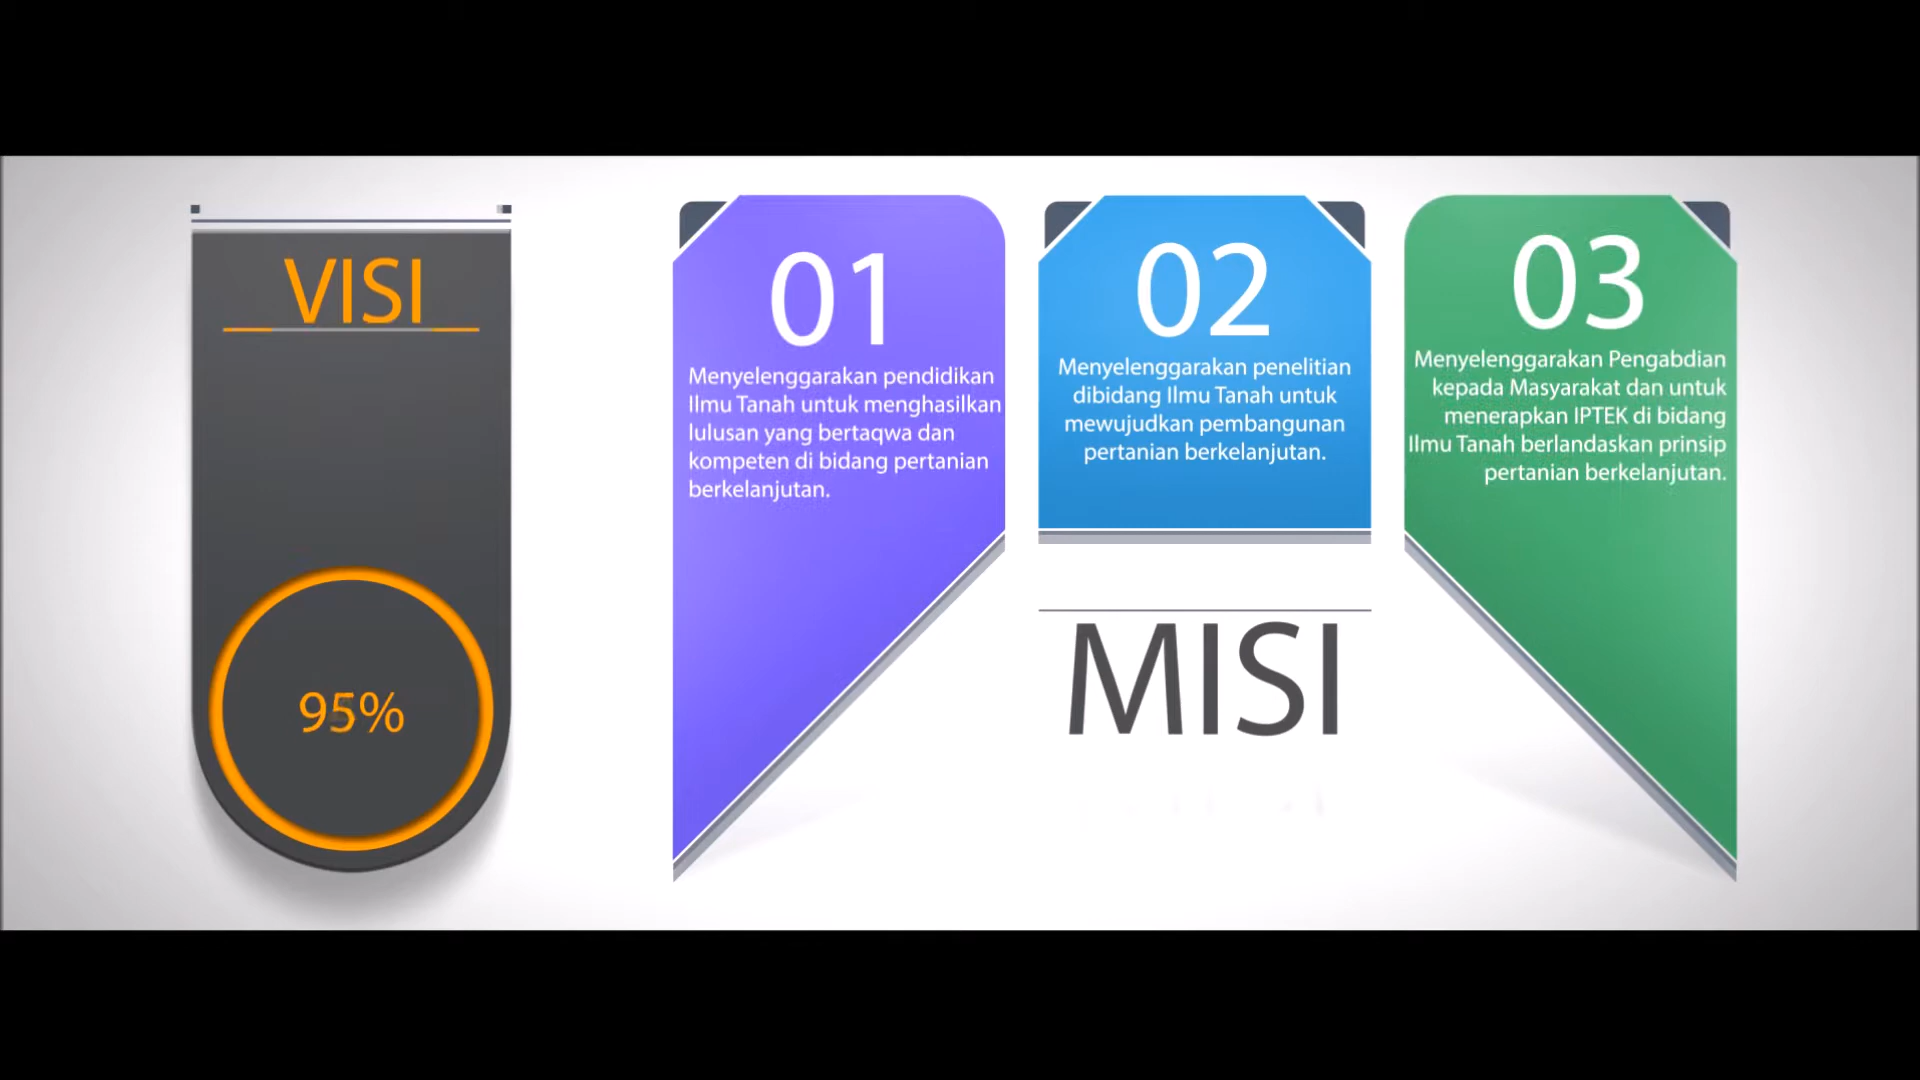 VISI
95%
01
Menyelenggarakan pendidikan
Ilmu Tanah untuk menghasilkan
lulusan yang bertaqwa dan
kompeten di bidang pertanian
berkelanjutan.
02
Menyelenggarakan penelitian
dibidang Ilmu Tanah untuk
mewujudkan pembangunan
pertanian berkelanjutan.
03
Menyelenggarakan Pengabdian
kepada Masyarakat dan untuk
menerapkan IPTEK di bidang
Ilmu Tanah berlandaskan prinsip
pertanian berkelanjutan.
MISI